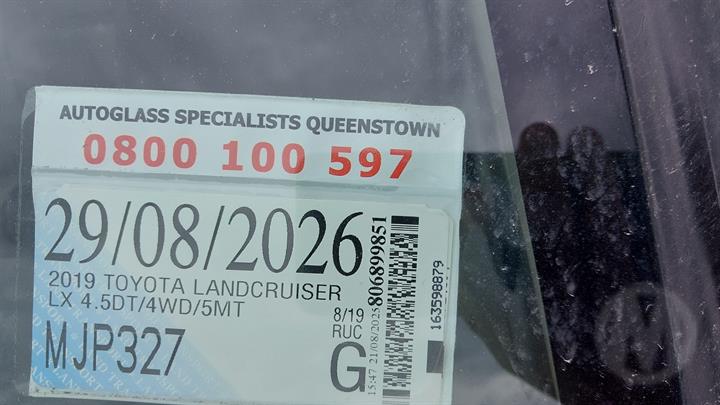 AUTOGLASS SPECIALISTS QUEENSTOWN
0800 100 597
29/08/2026
2019 TOYOTA LANDCRUISER
LX 4.5DT/4WD/5MT
8/19
RUC
MJP327
G
15:47 21/08/2025
806899851
163598879